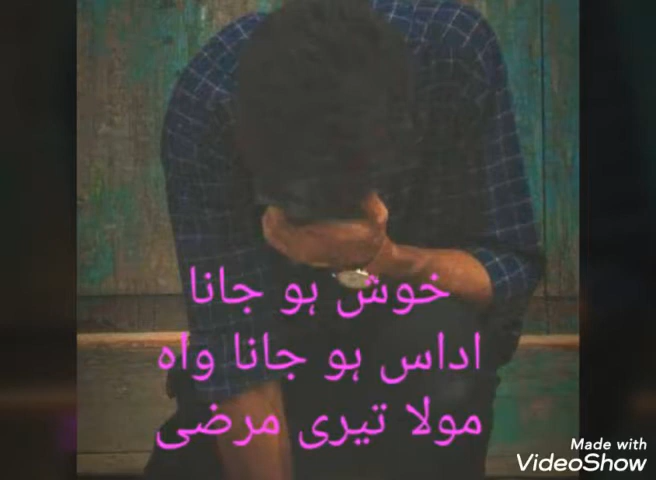 خوش ہو جانا
اداس ہو جانا واہ
مولا تیری مرضی
Made with
VideoShow